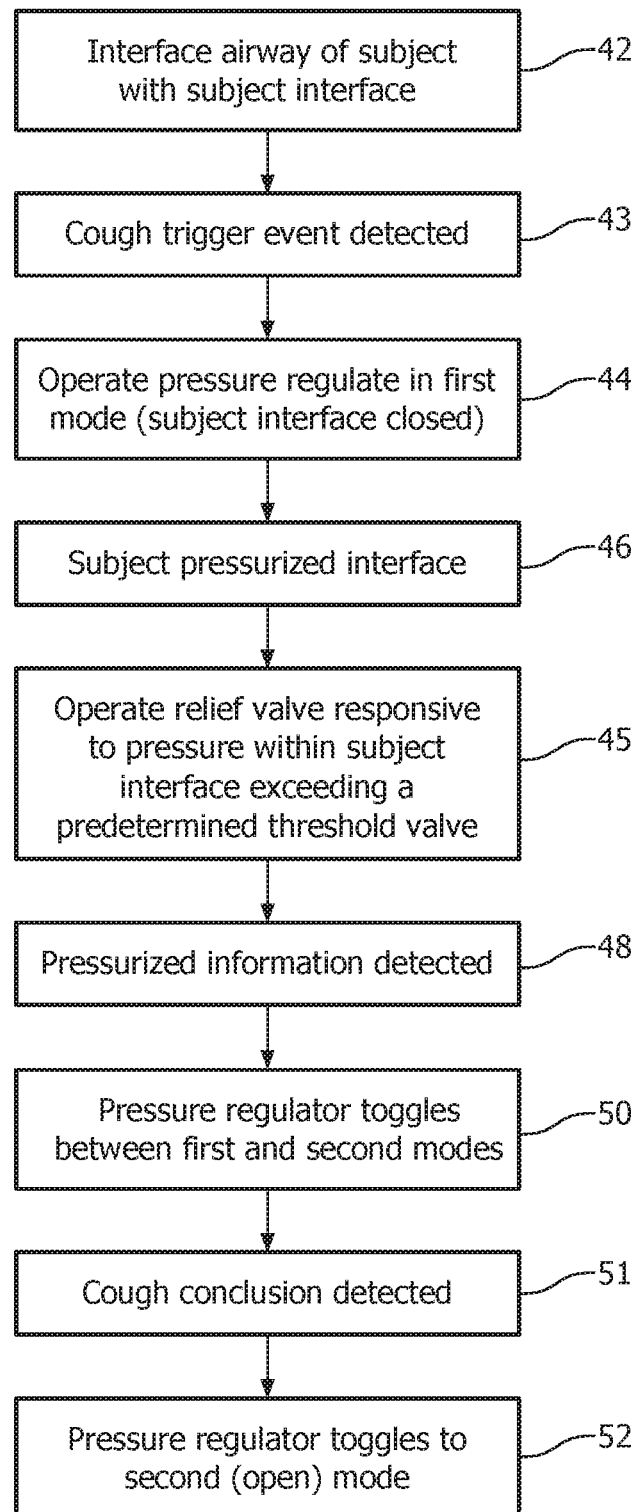 Interface airway of subject
with subject interface
42
Cough trigger event detected
43
Operate pressure regulate in first
mode (subject interface closed)
44
Subject pressurized interface
46
Operate relief valve responsive
to pressure within subject
interface exceeding a
predetermined threshold valve
45
Pressurized information detected
48
Pressure regulator toggles
between first and second modes
50
Cough conclusion detected
51
Pressure regulator toggles to
second (open) mode
52